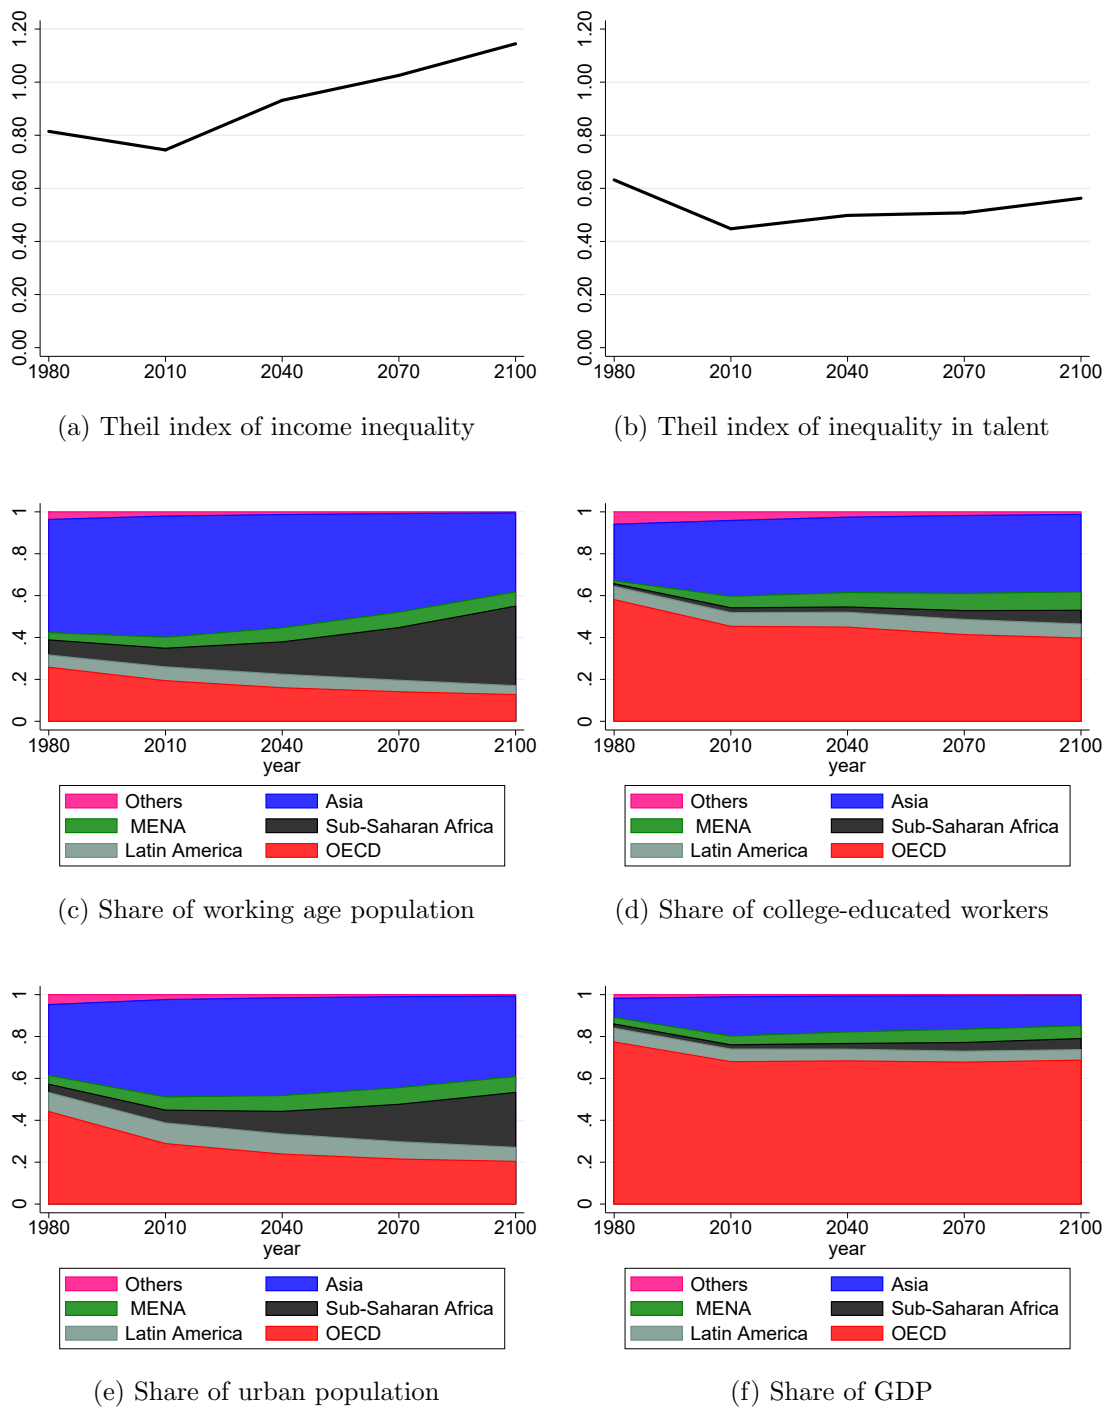 1.20 1.20
1.00 1.00
0.80 0.80
0.60 0.60
0.40 0.40
0.20 0.20
0.00 0.00
1980 2010 2040 2070 2100 1980 2010 2040 2070 2100
(a) Theil index of income inequality (b) Theil index of inequality in talent
1 1
.8 .8
.6 .6
.4 .4
.2 .2
0 0
1980 2010 2040 2070 2100 1980 2010 2040 2070 2100
year year
Others Asia Others Asia
MENA Sub-Saharan Africa MENA Sub-Saharan Africa
Latin America OECD Latin America OECD
(c) Share of working age population (d) Share of college-educated workers
1 1
.8 .8
.6 .6
.4 .4
.2 .2
0 0
1980 2010 2040 2070 2100 1980 2010 2040 2070 2100
year year
Others Asia Others Asia
MENA Sub-Saharan Africa MENA Sub-Saharan Africa
Latin America OECD Latin America OECD
(e) Share of urban population (f) Share of GDP